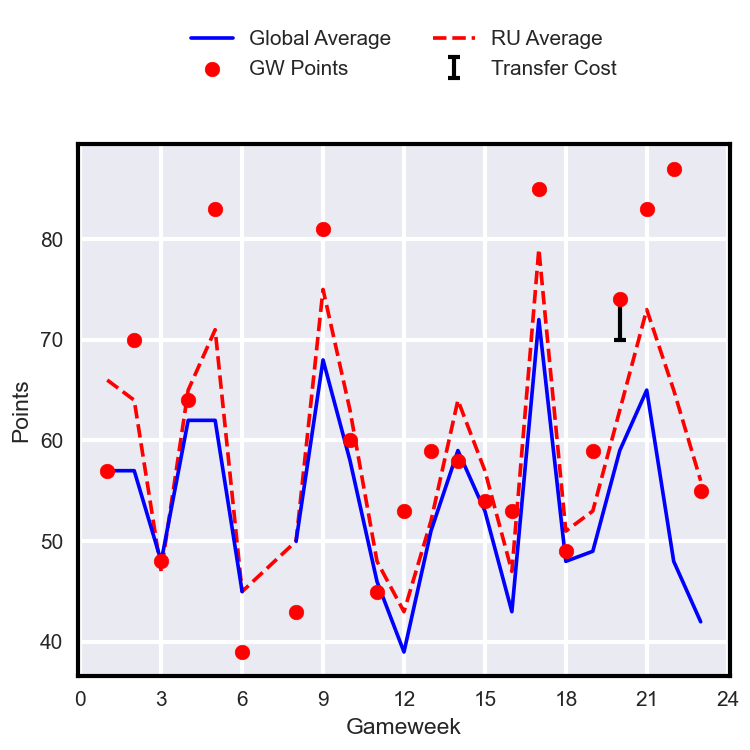 Global Average RU Average
GW Points Transfer Cost
80
70
60
50
40
Points
0 3 6 9 12 15 18 21 24
Gameweek